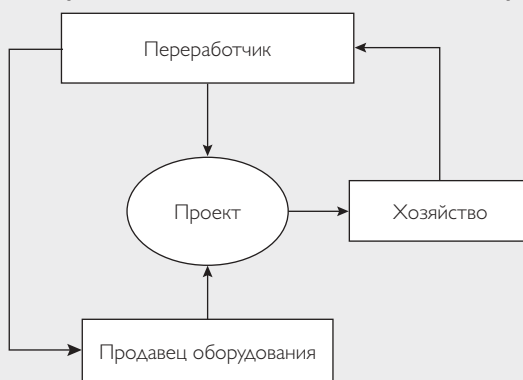 Переработчик
Проект
Хозяйство
Продавец оборудования